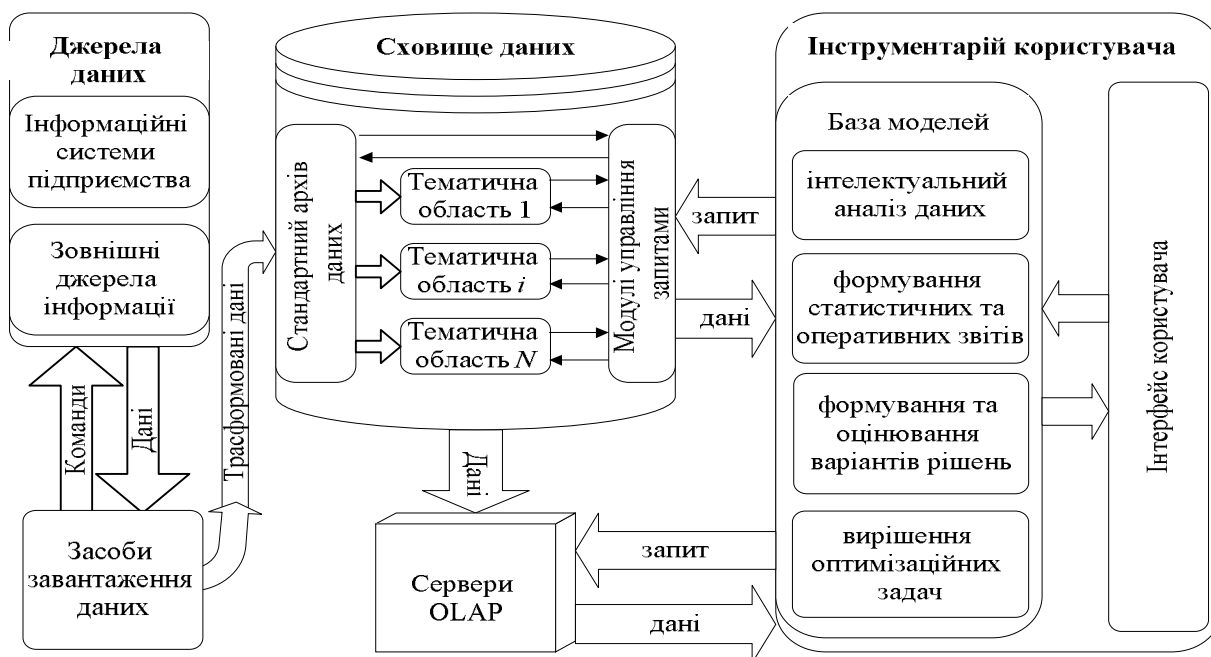 Джерела
даних
Інформаційні
системи
підприємства
Зовнішні
джерела
інформації
Команди
Дані
Засоби
завантаження
даних
Трасформовані дані
Сховище даних
Стандартний архів
даних
Тематична
область 1
Тематична
область i
Тематична
область N
Модулі управління
запитами
Дані
Сервери
OLAP
запит
дані
запит
дані
Інструментарій користувача
База моделей
інтелектуальний
аналіз даних
формування
статистичних та
оперативних звітів
формування та
оцінювання
варіантів рішень
вирішення
оптимізаційних
задач
Інтерфейс користувача